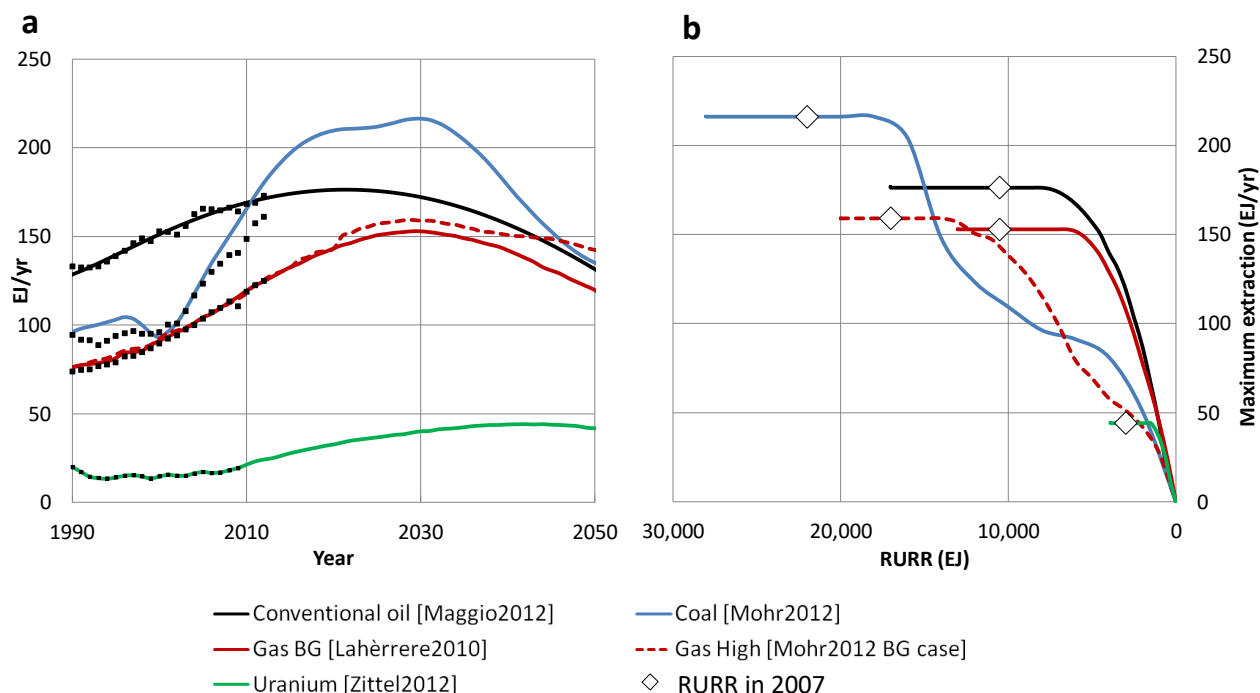 a
b
250
200
150
100
50
0
EJ/yr
1990
2010
2030
2050
Year
250
200
150
100
50
0
Maximum extraction (EJ/yr)
30,000
20,000
10,000
0
RURR (EJ)
Conventional oil [Maggio2012]
Coal [Mohr2012]
Gas BG [Lahèrrere2010]
Gas High [Mohr2012 BG case]
Uranium [Zittel2012]
RURR in 2007